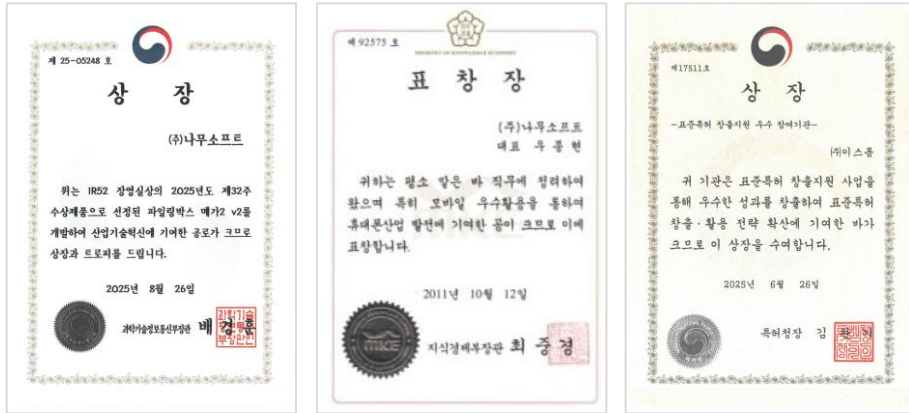 제 25-05248 호
상 장
(주)나무소프트
위는 IR52 장영실상의 2025년도 제32주
수상제품으로 선정된 파일링박스 메가2 v2를
개발하여 산업기술혁신에 기여한 공로가 크므로
상장과 트로피를 드립니다.
2025년 8월 26일
과학기술정보통신부장관 배경훈
제 92575 호
MINISTRY OF KNOWLEDGE ECONOMY
표 창 장
(주)나무소프트
대표 우종현
귀하는 평소 맡은 바 직무에 정려하여
왔으며 특히 모바일 우수활용을 통하여
휴대폰산업 발전에 기여한 공이 크므로 이에
표창합니다.
2011년 10월 12일
MKE
지식경제부장관 최중경
제17511호
상 장
-표준특허 창출지원 우수 참여기관-
㈜이스톰
귀 기관은 표준특허 창출지원 사업을
통해 우수한 성과를 창출하여 표준특허
창출·활용 전략 확산에 기여한 바가
크므로 이 상장을 수여합니다.
2025년 6월 26일
특허청장 김